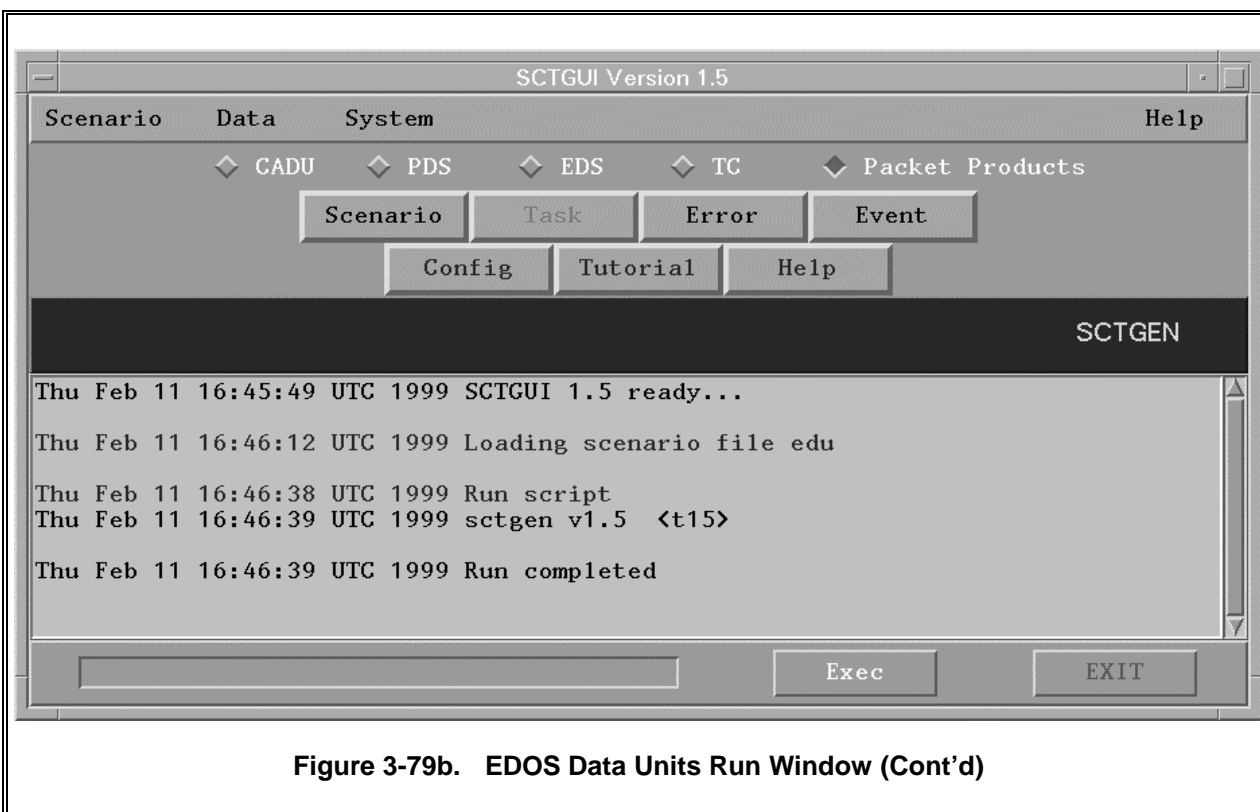 SCTGUI Version 1.5
Scenario Data System Help
CADU PDS EDS TC Packet Products
Scenario Task Error Event
Config Tutorial Help
SCTGEN
Thu Feb 11 16:45:49 UTC 1999 SCTGUI 1.5 ready...
Thu Feb 11 16:46:12 UTC 1999 Loading scenario file edu
Thu Feb 11 16:46:38 UTC 1999 Run script
Thu Feb 11 16:46:39 UTC 1999 sctgen v1.5 <t15>
Thu Feb 11 16:46:39 UTC 1999 Run completed
Exec EXIT
Figure 3-79b. EDOS Data Units Run Window (Cont’d)